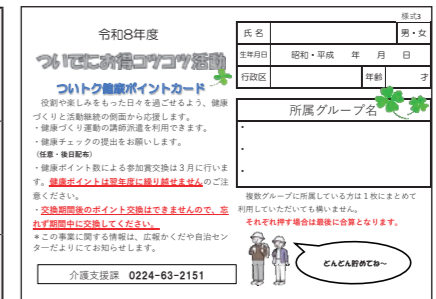 様式3
令和8年度
ついでにお得コツコツ活動
ついトク健康ポイントカード
役割や楽しみをもった日々を過ごせるよう、健康
づくりと活動継続の側面から応援します。
・健康づくり運動の講師派遣を利用できます。
・健康チェックの提出をお願いします。
(任意・後日配布)
・健康ポイント数による参加賞交換は3月に行いま
す。健康ポイントは翌年度に繰り越せませんのご注
意ください。
・交換期間後のポイント交換はできませんので、忘
れず期間中に交換してください。
＊この事業に関する情報は、広報かくだや自治セン
ターだよりにてお知らせします。
介護支援課 0224-63-2151
氏名 男・女
生年月日 昭和・平成 年 月 日
行政区 年齢 才
所属グループ名
・
・
・
複数グループに所属している方は1枚にまとめて
利用していただいても構いません。
それぞれ押す場合は最後に合算となります。
どんどん貯めてね～